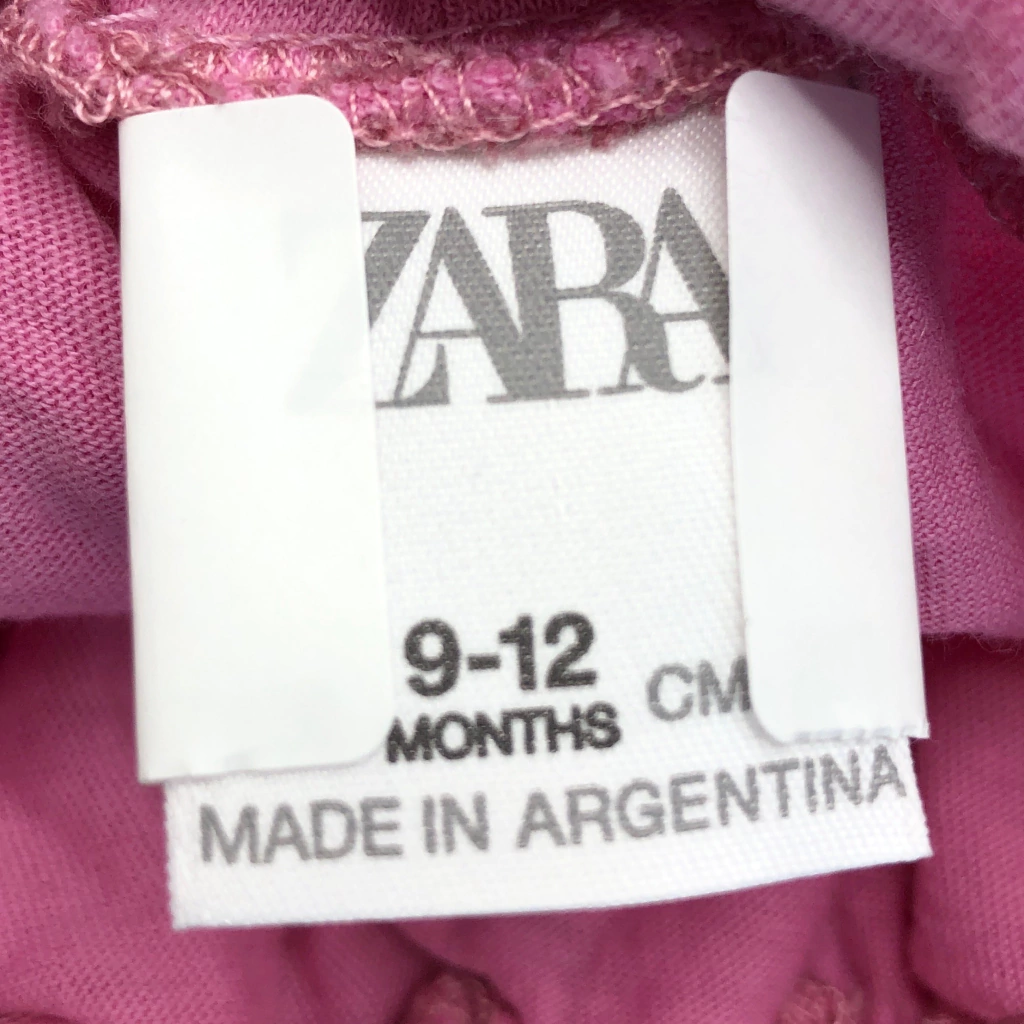 ZARA
9-12
MONTHS
CM
MADE IN ARGENTINA